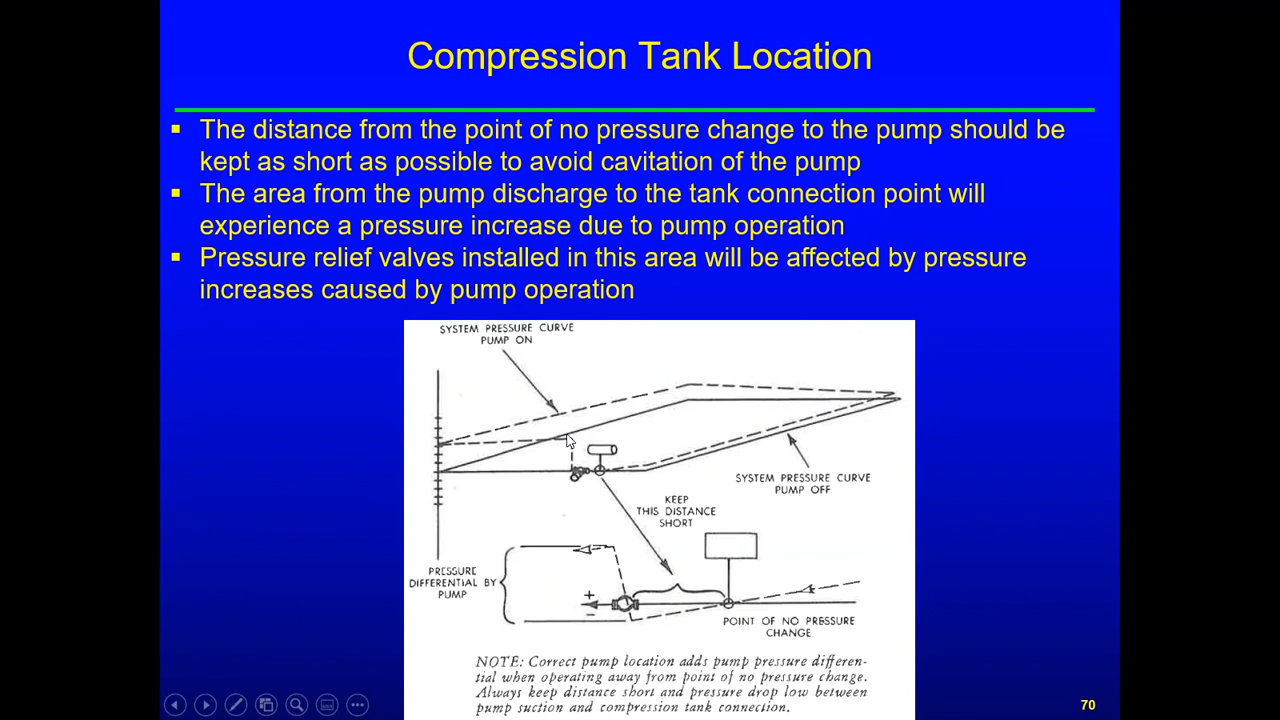 Compression Tank Location
The distance from the point of no pressure change to the pump should be
kept as short as possible to avoid cavitation of the pump
The area from the pump discharge to the tank connection point will
experience a pressure increase due to pump operation
Pressure relief valves installed in this area will be affected by pressure
increases caused by pump operation
SYSTEM PRESSURE CURVE
PUMP ON
SYSTEM PRESSURE CURVE
PUMP OFF
KEEP
THIS DISTANCE
SHORT
PRESSURE
DIFFERENTIAL BY
PUMP
+
−
POINT OF NO PRESSURE
CHANGE
NOTE: Correct pump location adds pump pressure differen-
tial when operating away from point of no pressure change.
Always keep distance short and pressure drop low between
pump suction and compression tank connection.
70